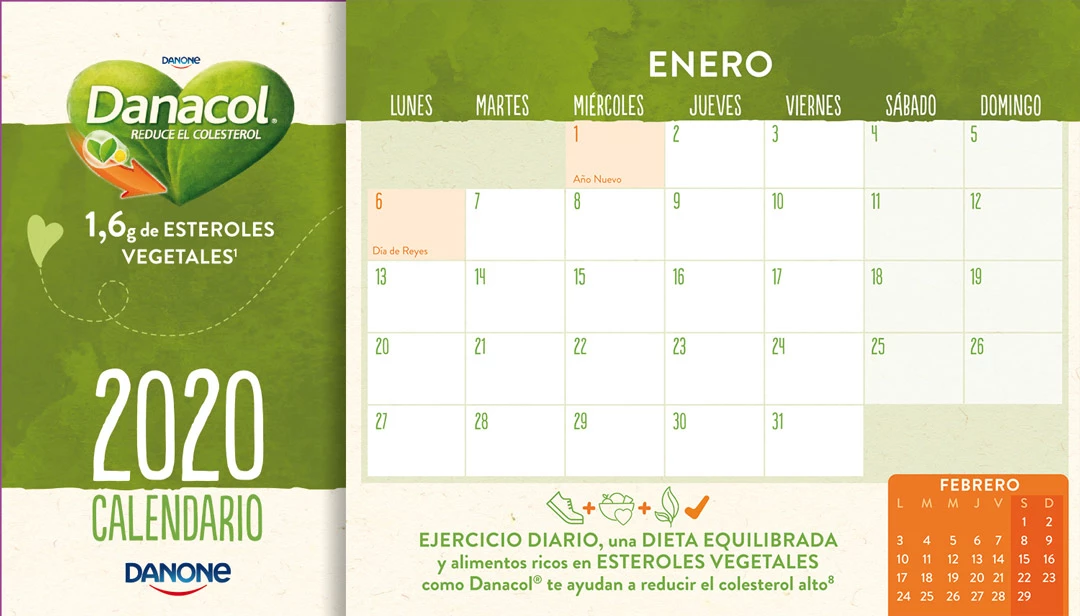 DANONE
Danacol®
REDUCE EL COLESTEROL
1,6g de ESTEROLES
VEGETALES¹
2020
CALENDARIO
DANONE
ENERO
LUNES MARTES MIÉRCOLES JUEVES VIERNES SÁBADO DOMINGO
1 2 3 4 5
Año Nuevo
6 7 8 9 10 11 12
Día de Reyes
13 14 15 16 17 18 19
20 21 22 23 24 25 26
27 28 29 30 31
EJERCICIO DIARIO, una DIETA EQUILIBRADA
y alimentos ricos en ESTEROLES VEGETALES
como Danacol® te ayudan a reducir el colesterol alto⁸
FEBRERO
L M M J V S D
1 2
3 4 5 6 7 8 9
10 11 12 13 14 15 16
17 18 19 20 21 22 23
24 25 26 27 28 29